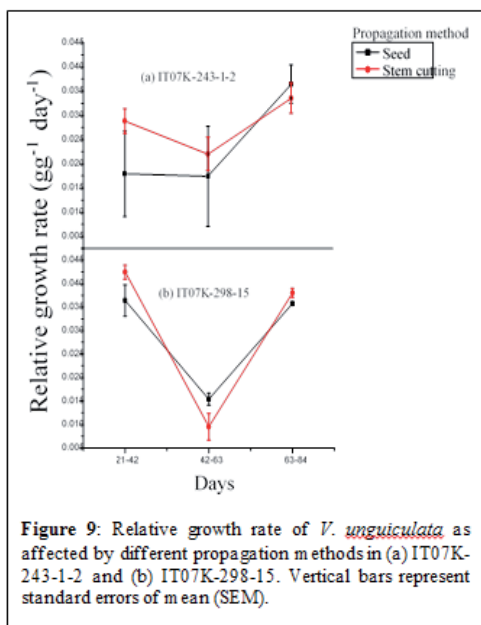 Propagation method
Seed
Stem cutting
(a) IT07K-243-1-2
Relative growth rate (gg⁻¹ day⁻¹)
(b) IT07K-298-15
21-42 42-63 63-84
Days
Figure 9: Relative growth rate of V. unguiculata as
affected by different propagation methods in (a) IT07K-
243-1-2 and (b) IT07K-298-15. Vertical bars represent
standard errors of mean (SEM).